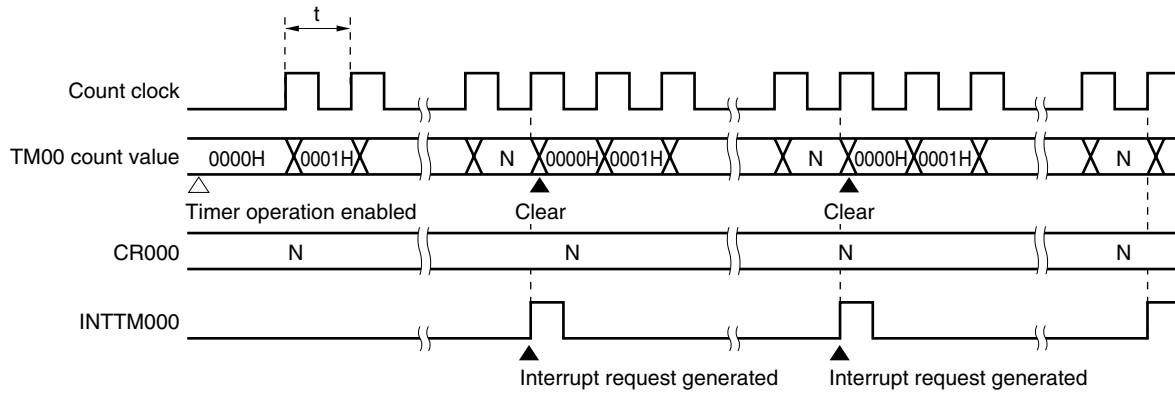 t
Count clock
TM00 count value 0000H 0001H N 0000H 0001H N 0000H 0001H N
Timer operation enabled Clear Clear
CR000 N N N N
INTTM000
Interrupt request generated Interrupt request generated